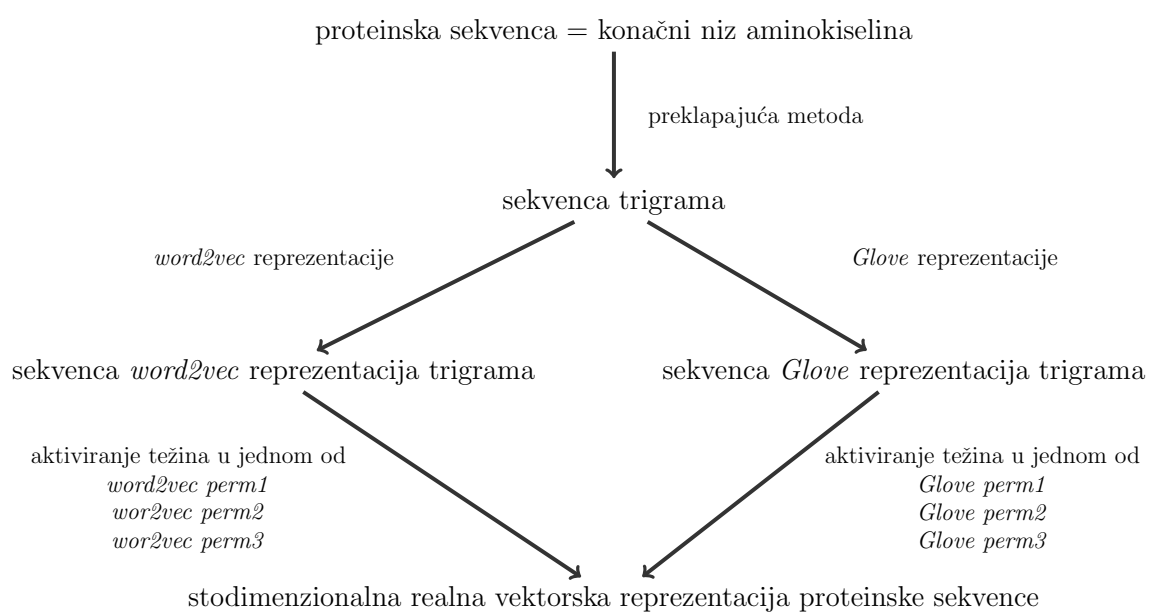 proteinska sekvenca = konačni niz aminokiselina
preklapajuća metoda
sekvenca trigrama
word2vec reprezentacije
Glove reprezentacije
sekvenca word2vec reprezentacija trigrama
sekvenca Glove reprezentacija trigrama
aktiviranje težina u jednom od
word2vec perm1
wor2vec perm2
wor2vec perm3
aktiviranje težina u jednom od
Glove perm1
Glove perm2
Glove perm3
stodimenzionalna realna vektorska reprezentacija proteinske sekvence